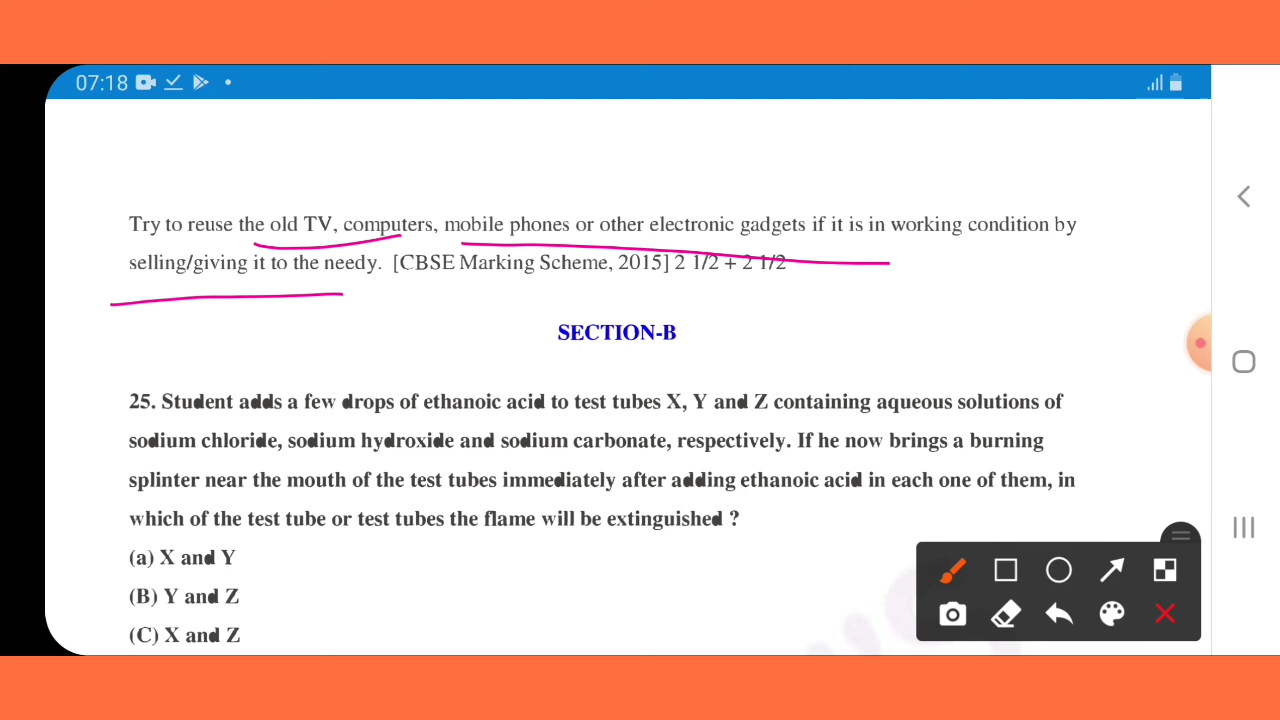 07:18
Try to reuse the old TV, computers, mobile phones or other electronic gadgets if it is in working condition by
selling/giving it to the needy. [CBSE Marking Scheme, 2015] 2 1/2 + 2 1/2
SECTION-B
25. Student adds a few drops of ethanoic acid to test tubes X, Y and Z containing aqueous solutions of
sodium chloride, sodium hydroxide and sodium carbonate, respectively. If he now brings a burning
splinter near the mouth of the test tubes immediately after adding ethanoic acid in each one of them, in
which of the test tube or test tubes the flame will be extinguished ?
(a) X and Y
(B) Y and Z
(C) X and Z